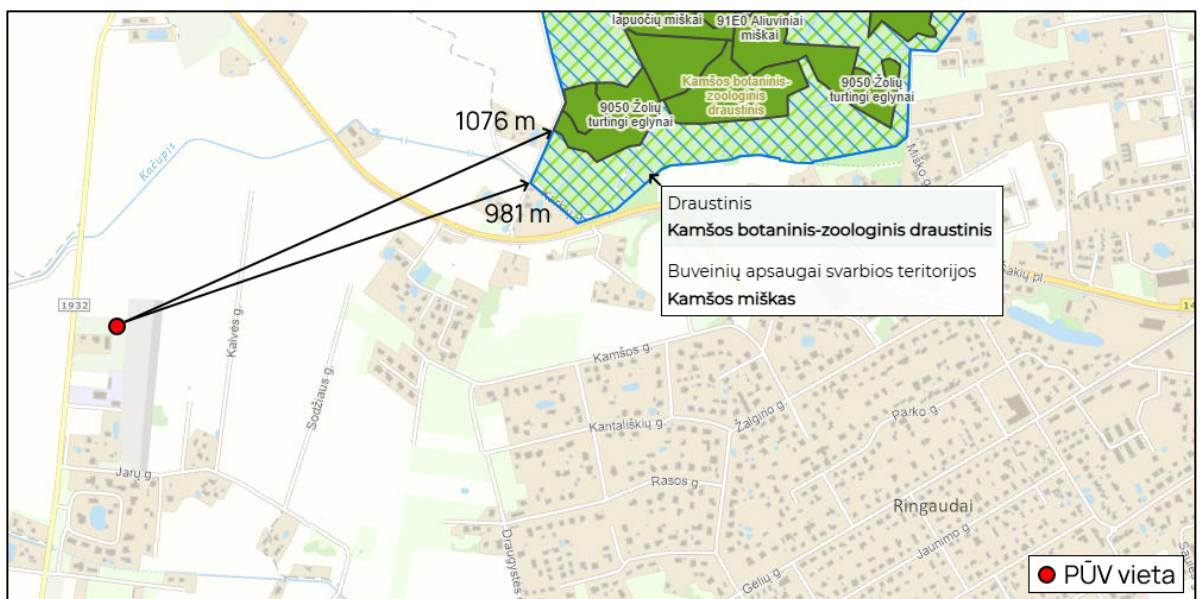 lapuočių miškai
91E0 Aliuviniai
miškai
Kamšos botaninis-
zoologinis
draustinis
9050 Žolių
turtingi eglynai
9050 Žolių
turtingi eglynai
1076 m
981 m
Kačupis
Miško g.
Draustinis
Kamšos botaninis-zoologinis draustinis
Buveinių apsaugai svarbios teritorijos
Kamšos miškas
Šakių pl.
1932
14
Kalvės g.
Sodžiaus g.
Kamšos g.
Kantališkių g.
Žalgirio g.
Parko g.
Jarų g.
Rasos g.
Ringaudai
Jaunimo g.
Draugystės g.
Gėlių g.
PŪV vieta